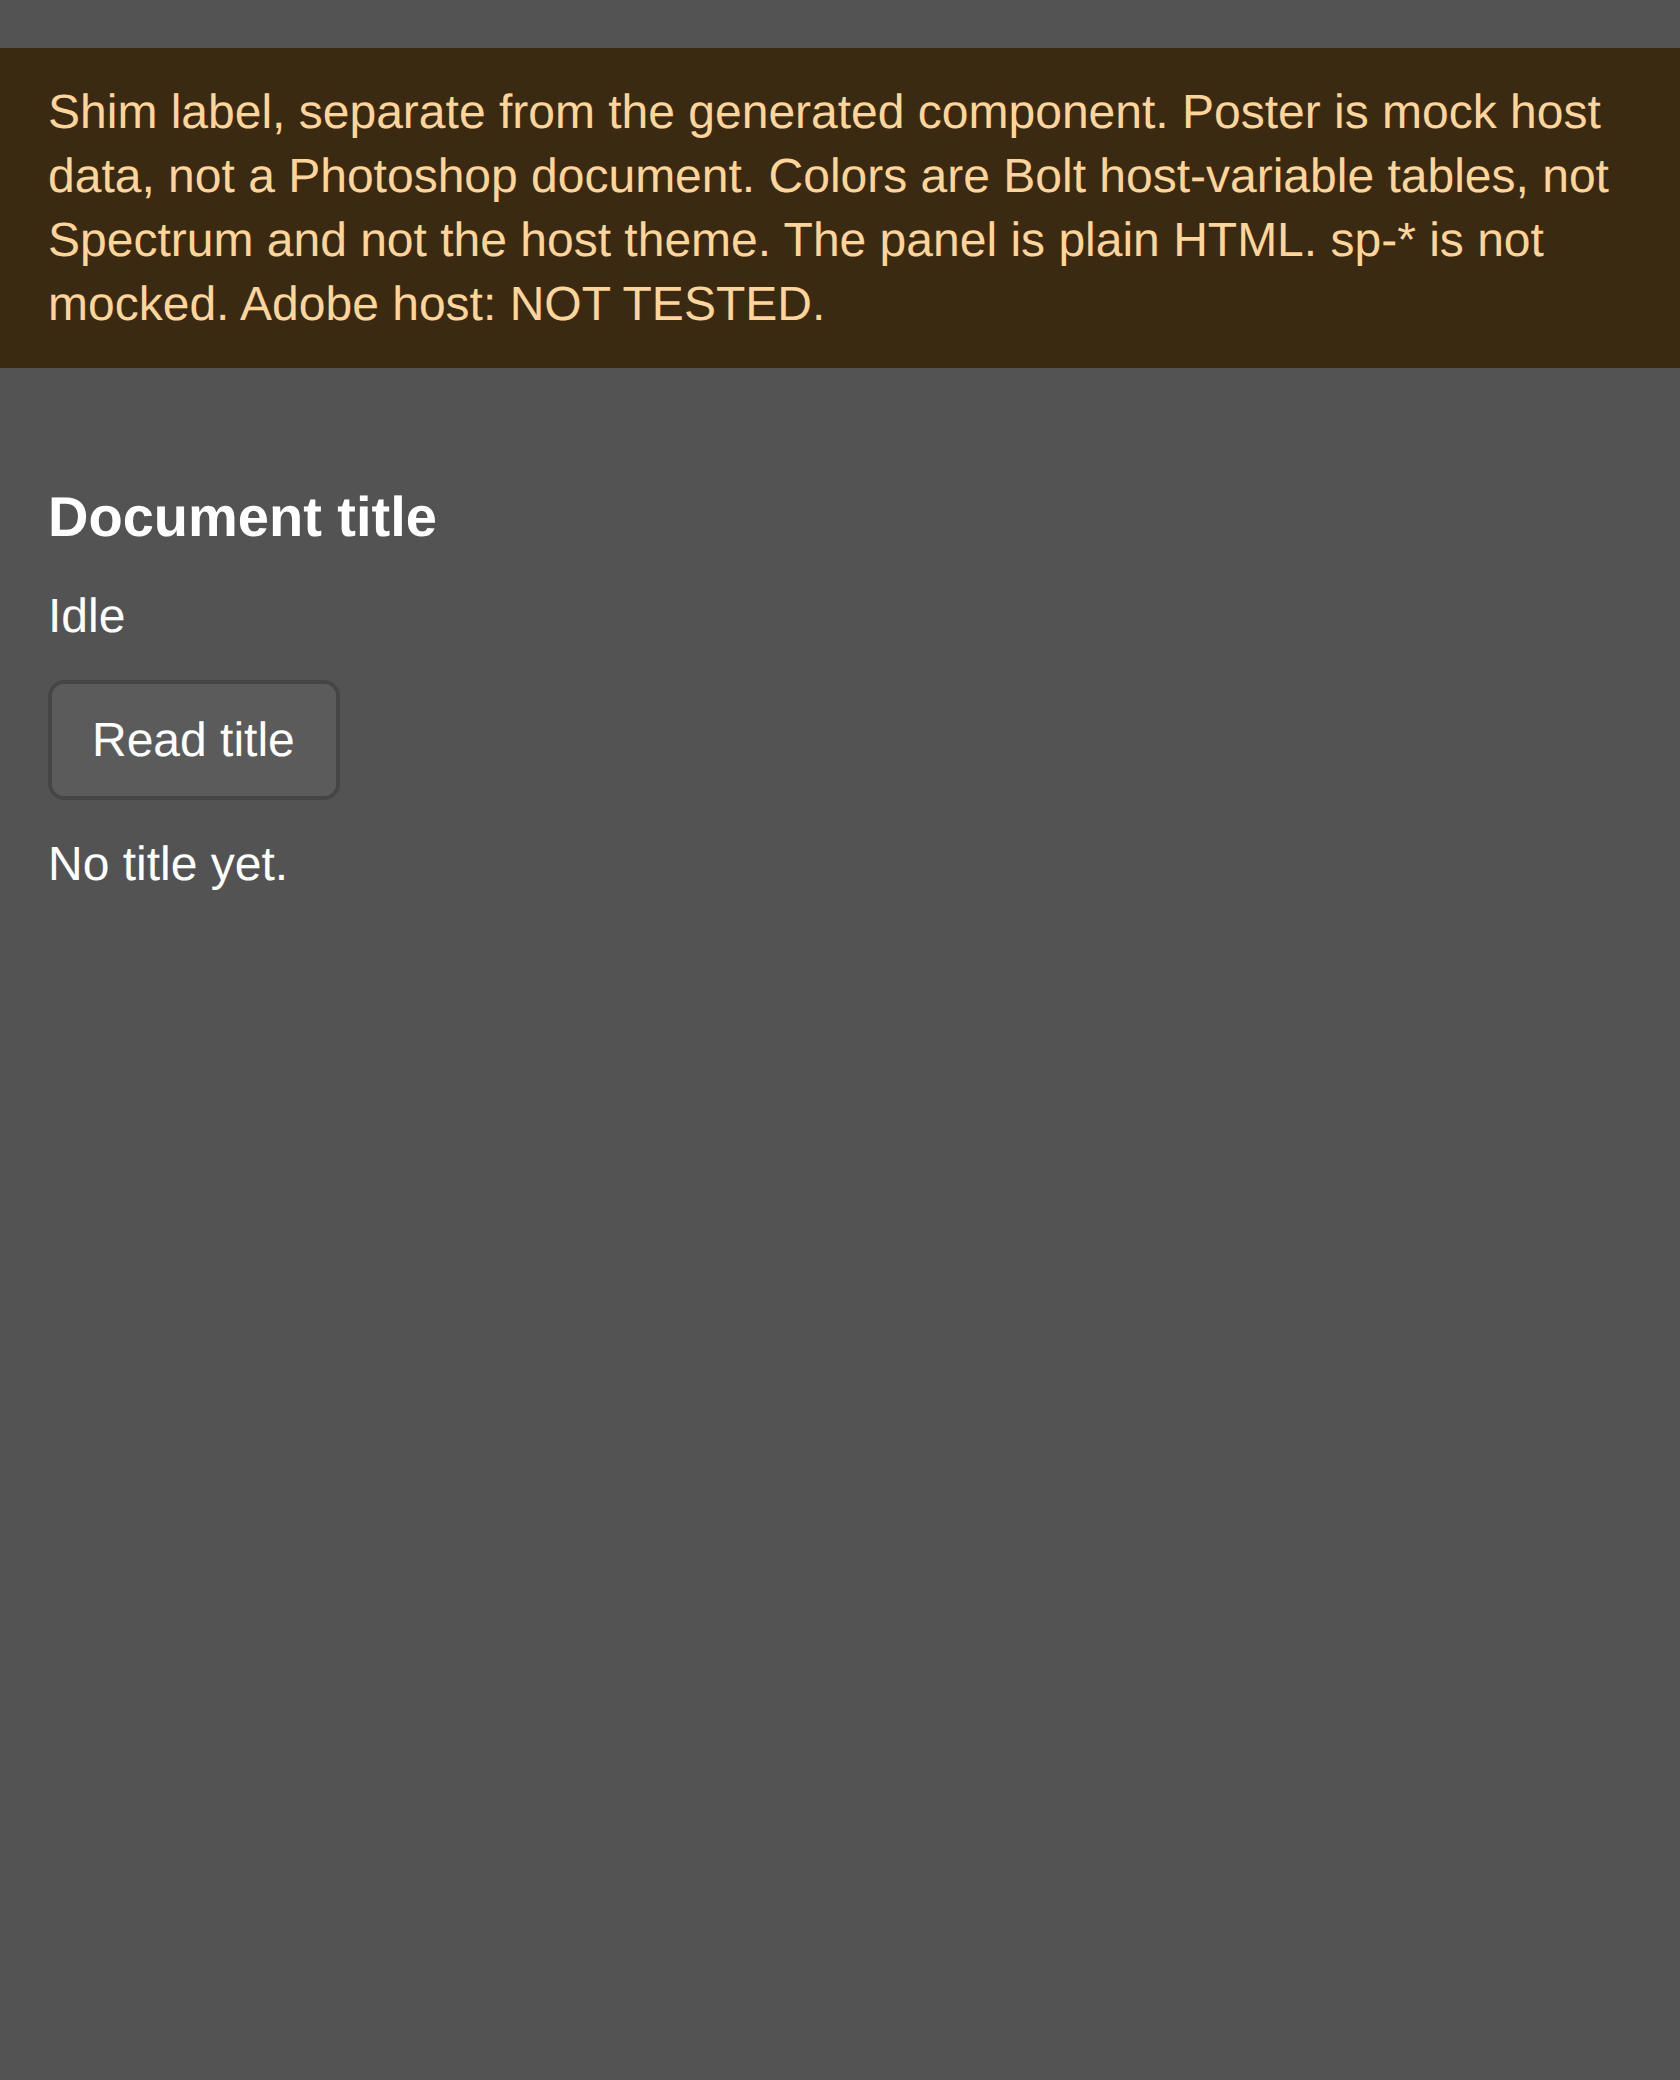 Shim label, separate from the generated component. Poster is mock host
data, not a Photoshop document. Colors are Bolt host-variable tables, not
Spectrum and not the host theme. The panel is plain HTML. sp-* is not
mocked. Adobe host: NOT TESTED.
Document title
Idle
Read title
No title yet.